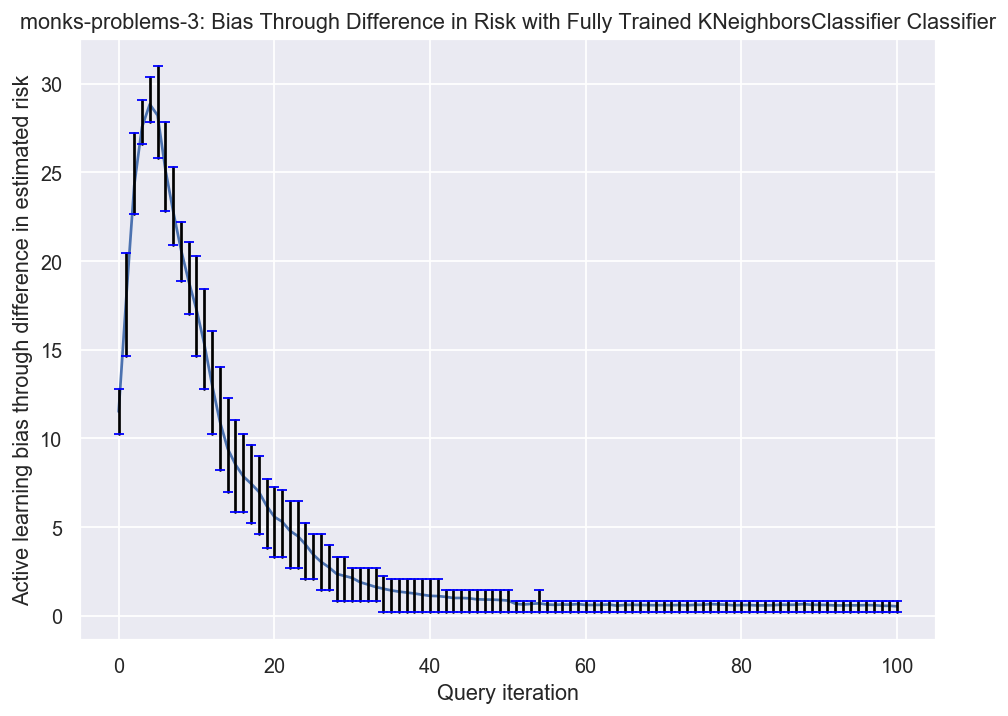 monks-problems-3: Bias Through Difference in Risk with Fully Trained KNeighborsClassifier Classifier
Active learning bias through difference in estimated risk
30
25
20
15
10
5
0
0 20 40 60 80 100
Query iteration